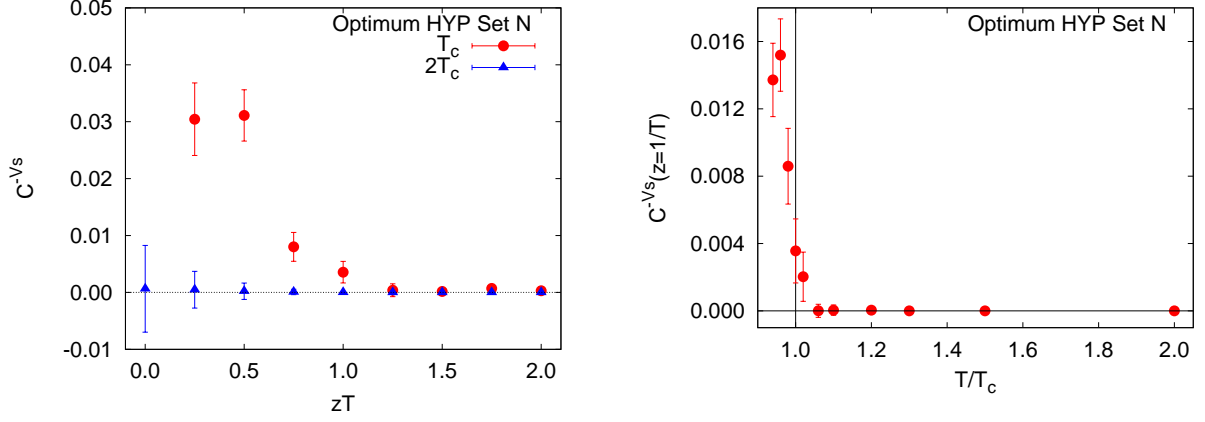 Optimum HYP Set N
T_c
2T_c
0.05
0.04
0.03
0.02
0.01
0.00
-0.01
C^-Vs
0.0 0.5 1.0 1.5 2.0
zT
Optimum HYP Set N
0.016
0.012
0.008
0.004
0.000
C^-Vs(z=1/T)
1.0 1.2 1.4 1.6 1.8 2.0
T/T_c